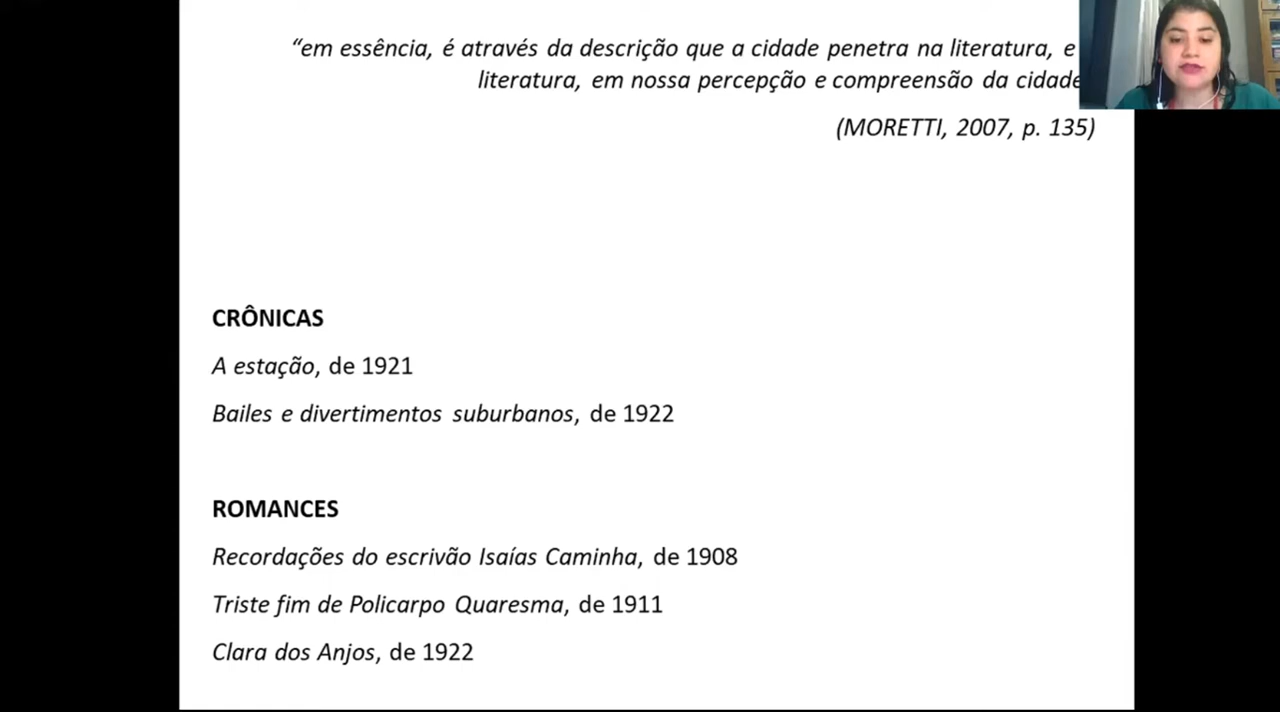 “em essência, é através da descrição que a cidade penetra na literatura, e
literatura, em nossa percepção e compreensão da cidade
(MORETTI, 2007, p. 135)
CRÔNICAS
A estação, de 1921
Bailes e divertimentos suburbanos, de 1922
ROMANCES
Recordações do escrivão Isaías Caminha, de 1908
Triste fim de Policarpo Quaresma, de 1911
Clara dos Anjos, de 1922